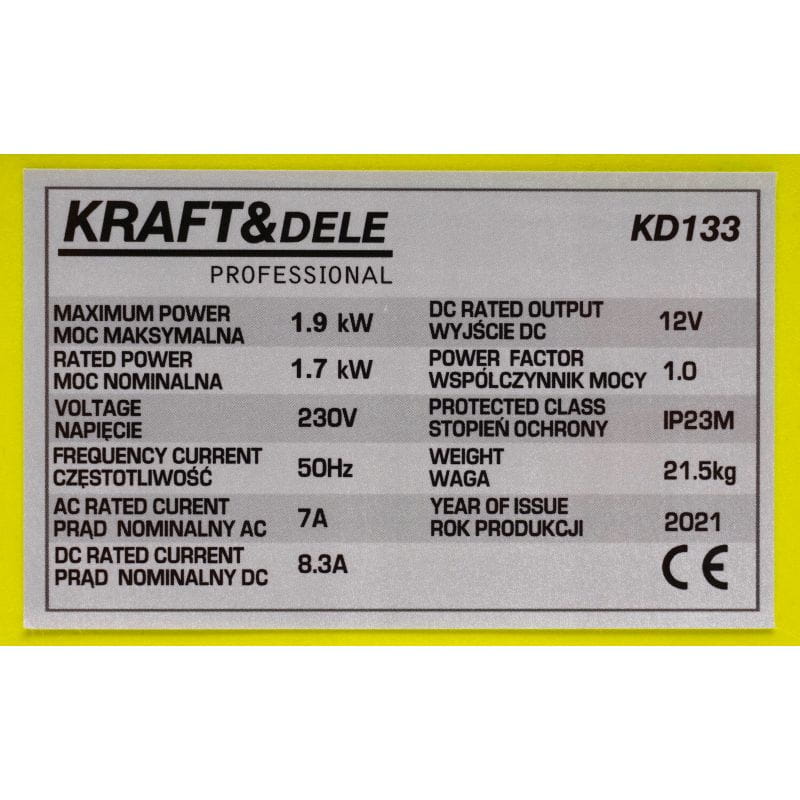 KRAFT&DELE
PROFESSIONAL
KD133
MAXIMUM POWER
MOC MAKSYMALNA
1.9 kW
RATED POWER
MOC NOMINALNA
1.7 kW
VOLTAGE
NAPIĘCIE
230V
FREQUENCY CURRENT
CZĘSTOTLIWOŚĆ
50Hz
AC RATED CURENT
PRĄD NOMINALNY AC
7A
DC RATED CURRENT
PRĄD NOMINALNY DC
8.3A
DC RATED OUTPUT
WYJŚCIE DC
12V
POWER FACTOR
WSPÓLCZYNNIK MOCY
1.0
PROTECTED CLASS
STOPIEŃ OCHRONY
IP23M
WEIGHT
WAGA
21.5kg
YEAR OF ISSUE
ROK PRODUKCJI
2021
CE